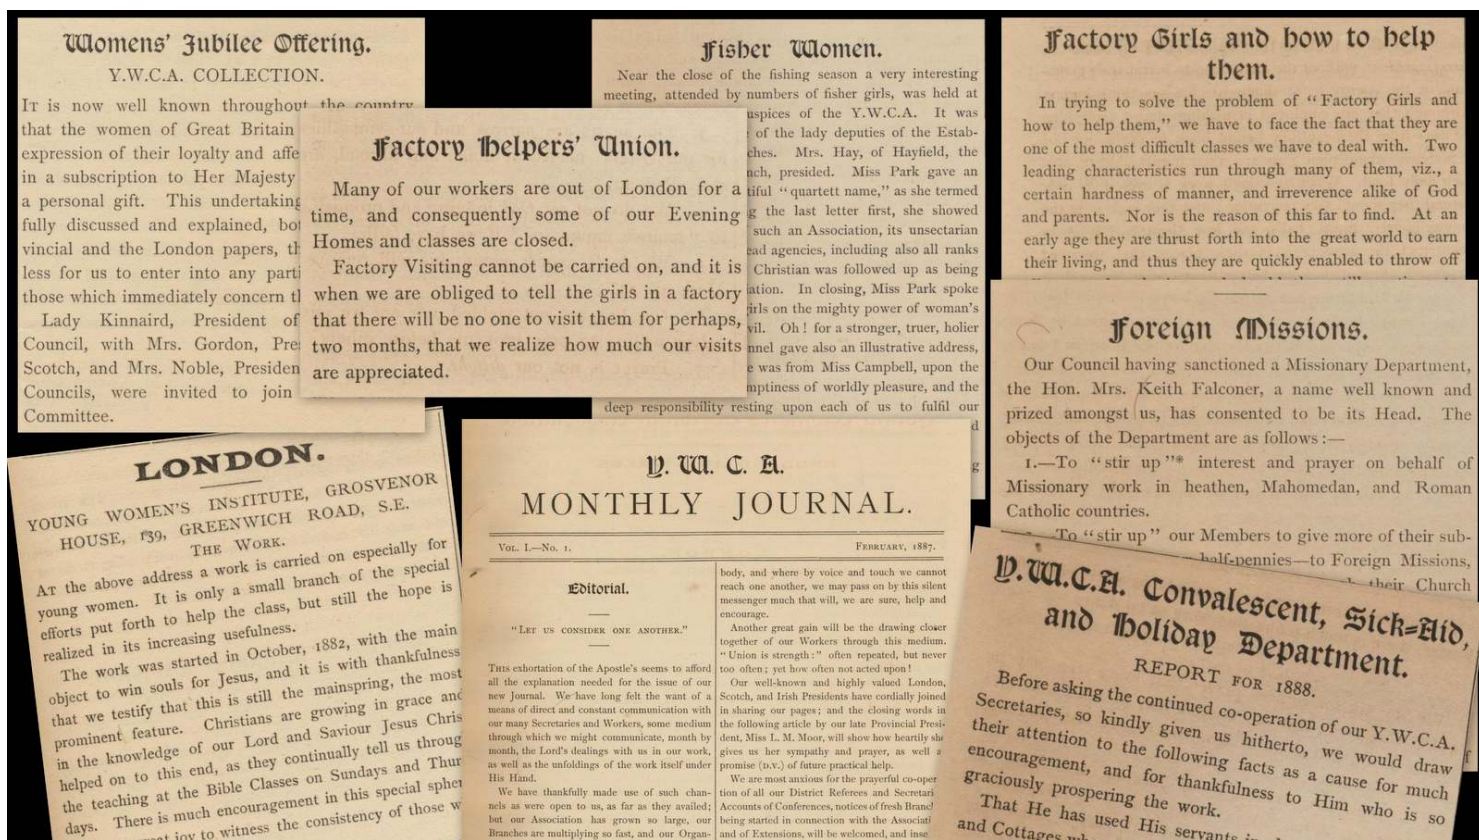 Womens' Jubilee Offering.
Y.W.C.A. COLLECTION.
IT is now well known throughout the country
that the women of Great Britain
expression of their loyalty and affe
in a subscription to Her Majesty
a personal gift. This undertaking
fully discussed and explained, bo
vincial and the London papers, th
less for us to enter into any parti
those which immediately concern t
Lady Kinnaird, President of
Council, with Mrs. Gordon, Pre
Scotch, and Mrs. Noble, Presiden
Councils, were invited to join
Committee.
Factory Helpers' Union.
Many of our workers are out of London for a
time, and consequently some of our Evening
Homes and classes are closed.
Factory Visiting cannot be carried on, and it is
when we are obliged to tell the girls in a factory
that there will be no one to visit them for perhaps,
two months, that we realize how much our visits
are appreciated.
Fisher Women.
Near the close of the fishing season a very interesting
meeting, attended by numbers of fisher girls, was held at
uspices of the Y.W.C.A. It was
of the lady deputies of the Estab-
ches. Mrs. Hay, of Hayfield, the
nch, presided. Miss Park gave an
tiful "quartett name," as she termed
g the last letter first, she showed
such an Association, its unsectarian
ead agencies, including also all ranks
Christian was followed up as being
ation. In closing, Miss Park spoke
irls on the mighty power of woman's
vil. Oh! for a stronger, truer, holier
nnel gave also an illustrative address,
e was from Miss Campbell, upon the
mptiness of worldly pleasure, and the
deep responsibility resting upon each of us to fulfil our
d
g
Factory Girls and how to help
them.
In trying to solve the problem of "Factory Girls and
how to help them," we have to face the fact that they are
one of the most difficult classes we have to deal with. Two
leading characteristics run through many of them, viz., a
certain hardness of manner, and irreverence alike of God
and parents. Nor is the reason of this far to find. At an
early age they are thrust forth into the great world to earn
their living, and thus they are quickly enabled to throw off
Foreign Missions.
Our Council having sanctioned a Missionary Department,
the Hon. Mrs. Keith Falconer, a name well known and
prized amongst us, has consented to be its Head. The
objects of the Department are as follows:—
1.—To "stir up"* interest and prayer on behalf of
Missionary work in heathen, Mahomedan, and Roman
Catholic countries.
To "stir up" our Members to give more of their sub-
half-pennies—to Foreign Missions,
their Church
LONDON.
YOUNG WOMEN'S INSTITUTE, GROSVENOR
HOUSE, 139, GREENWICH ROAD, S.E.
THE WORK.
AT the above address a work is carried on especially for
young women. It is only a small branch of the special
efforts put forth to help the class, but still the hope is
realized in its increasing usefulness.
The work was started in October, 1882, with the main
object to win souls for Jesus, and it is with thankfulness
that we testify that this is still the mainspring, the most
prominent feature. Christians are growing in grace and
in the knowledge of our Lord and Saviour Jesus Chris
helped on to this end, as they continually tell us throug
the teaching at the Bible Classes on Sundays and Thur
days. There is much encouragement in this special spher
joy to witness the consistency of those w
Y. W. C. A.
MONTHLY JOURNAL.
VOL. I.—No. 1. FEBRUARY, 1887.
Editorial.
"LET US CONSIDER ONE ANOTHER."
THIS exhortation of the Apostle's seems to afford
all the explanation needed for the issue of our
new Journal. We have long felt the want of a
means of direct and constant communication with
our many Secretaries and Workers, some medium
through which we might communicate, month by
month, the Lord's dealings with us in our work,
as well as the unfoldings of the work itself under
His Hand.
We have thankfully made use of such chan-
nels as were open to us, as far as they availed;
but our Association has grown so large, our
Branches are multiplying so fast, and our Organ-
body, and where by voice and touch we cannot
reach one another, we may pass on by this silent
messenger much that will, we are sure, help and
encourage.
Another great gain will be the drawing closer
together of our Workers through this medium.
"Union is strength:" often repeated, but never
too often; yet how often not acted upon!
Our well-known and highly valued London,
Scotch, and Irish Presidents have cordially joined
in sharing our pages; and the closing words in
the following article by our late Provincial Presi-
dent, Miss L. M. Moor, will show how heartily she
gives us her sympathy and prayer, as well a
promise (D.V.) of future practical help.
We are most anxious for the prayerful co-oper
tion of all our District Referees and Secretari
Accounts of Conferences, notices of fresh Branc
being started in connection with the Associati
and of Extensions, will be welcomed, and inse
Y.W.C.A. Convalescent, Sick-Aid,
and Holiday Department.
REPORT FOR 1888.
Before asking the continued co-operation of our Y.W.C.A.
Secretaries, so kindly given us hitherto, we would draw
their attention to the following facts as a cause for much
encouragement, and for thankfulness to Him who is so
graciously prospering the work.
That He has used His servants in
and Cottages